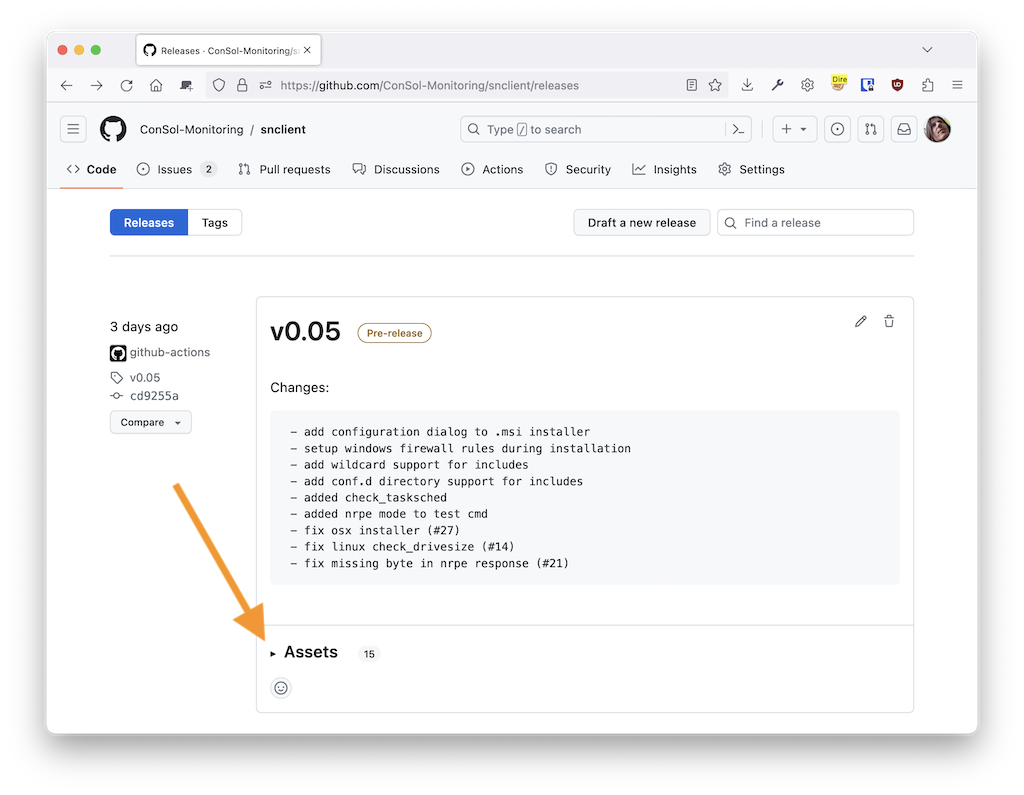 Releases · ConSol-Monitoring/s
https://github.com/ConSol-Monitoring/snclient/releases
Dire
ConSol-Monitoring / snclient
Type / to search
Code
Issues 2
Pull requests
Discussions
Actions
Security
Insights
Settings
Releases
Tags
Draft a new release
Find a release
3 days ago
github-actions
v0.05
cd9255a
Compare
v0.05 Pre-release
Changes:
– add configuration dialog to .msi installer
– setup windows firewall rules during installation
– add wildcard support for includes
– add conf.d directory support for includes
– added check_tasksched
– added nrpe mode to test cmd
– fix osx installer (#27)
– fix linux check_drivesize (#14)
– fix missing byte in nrpe response (#21)
Assets 15